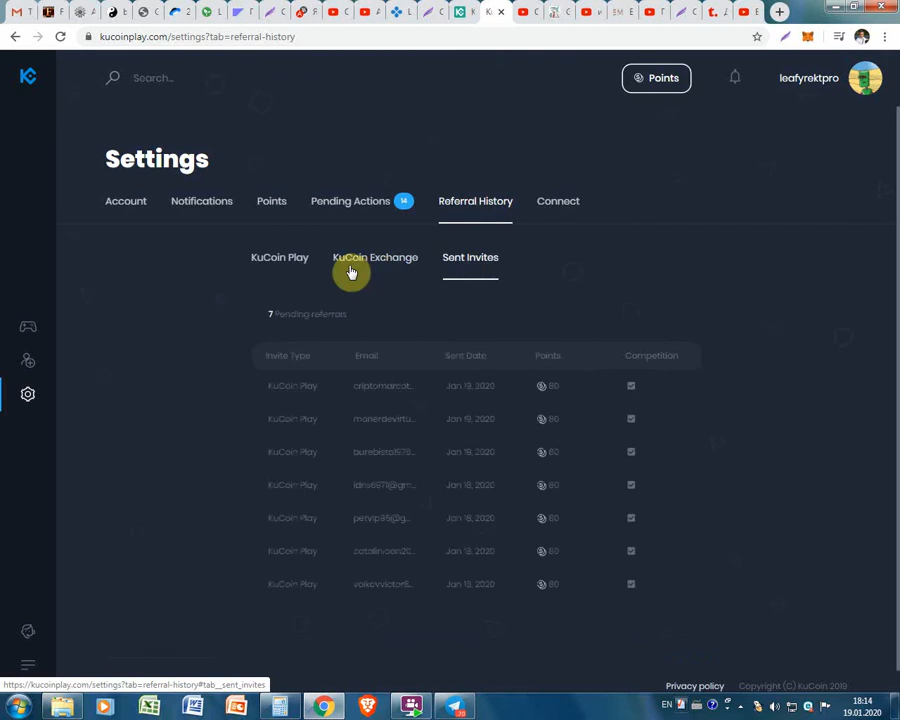 kucoinplay.com/settings?tab=referral-history
Search...
Points
leafyrektpro
Settings
Account
Notifications
Points
Pending Actions 14
Referral History
Connect
KuCoin Play
KuCoin Exchange
Sent Invites
7 Pending referrals
Invite Type Email Sent Date Points Competition
KuCoin Play Jan 19, 2020 80
KuCoin Play Jan 19, 2020 80
KuCoin Play Jan 19, 2020 80
KuCoin Play Jan 18, 2020 80
KuCoin Play Jan 18, 2020 80
KuCoin Play Jan 18, 2020 80
KuCoin Play 80
Privacy policy
Copyright (C) KuCoin 2019
https://kucoinplay.com/settings?tab=referral-history#tab__sent_invites
EN
18:14
19.01.2020